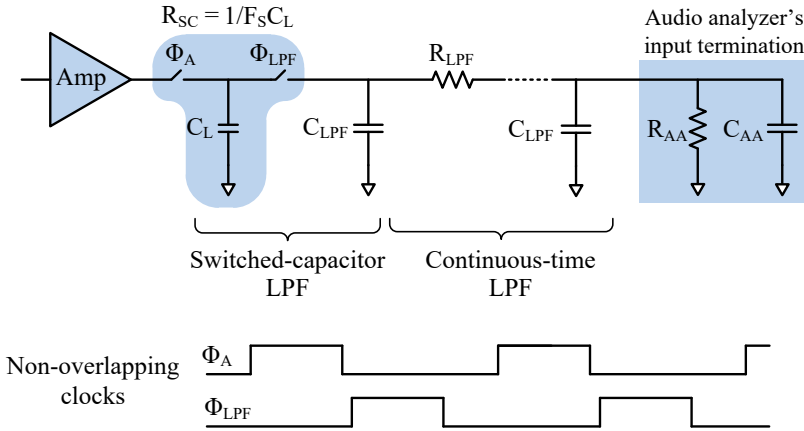 R_SC = 1/F_SC_L
Audio analyzer's
input termination
Φ_A
Φ_LPF
R_LPF
Amp
C_L
C_LPF
C_LPF
R_AA
C_AA
Switched-capacitor
LPF
Continuous-time
LPF
Non-overlapping
clocks
Φ_A
Φ_LPF